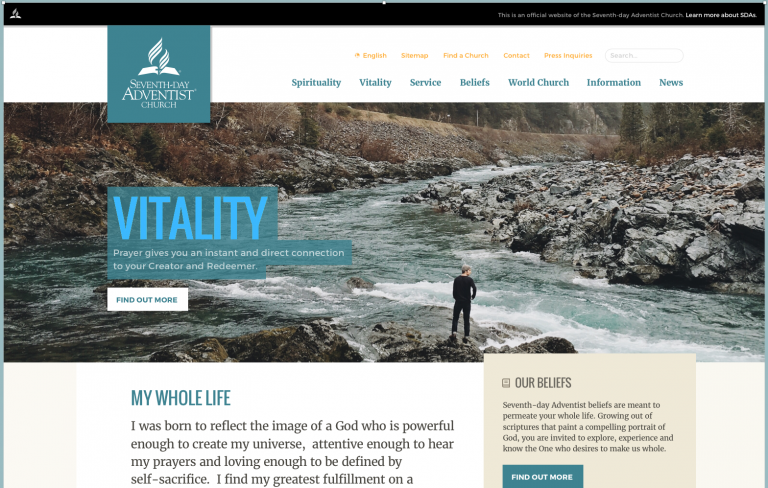 This is an official website of the Seventh-day Adventist Church. Learn more about SDAs.
SEVENTH-DAY
ADVENTIST
CHURCH
English Sitemap Find a Church Contact Press Inquiries Search...
Spirituality Vitality Service Beliefs World Church Information News
VITALITY
Prayer gives you an instant and direct connection
to your Creator and Redeemer.
FIND OUT MORE
MY WHOLE LIFE
I was born to reflect the image of a God who is powerful
enough to create my universe, attentive enough to hear
my prayers and loving enough to be defined by
self-sacrifice. I find my greatest fulfillment on a
OUR BELIEFS
Seventh-day Adventist beliefs are meant to
permeate your whole life. Growing out of
scriptures that paint a compelling portrait of
God, you are invited to explore, experience and
know the One who desires to make us whole.
FIND OUT MORE